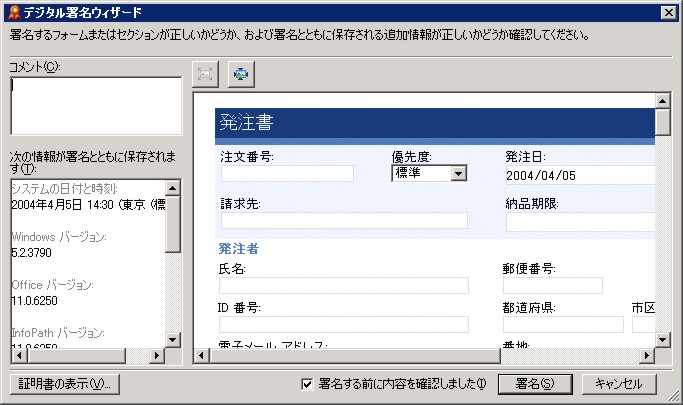 デジタル署名ウィザード
署名するフォームまたはセクションが正しいかどうか、および署名とともに保存される追加情報が正しいかどうか確認してください。
コメント(C):
次の情報が署名とともに保存されます(T):
システムの日付と時刻:
2004年4月5日 14:30 (東京 (標
Windows バージョン:
5.2.3790
Office バージョン:
11.0.6250
InfoPath バージョン:
11.0.6250
発注書
注文番号:
優先度:
発注日:
標準
2004/04/05
請求先:
納品期限:
発注者
氏名:
郵便番号:
ID 番号:
都道府県:
市区
電子メール アドレス:
番地:
証明書の表示(V)...
署名する前に内容を確認しました(I)
署名(S)
キャンセル